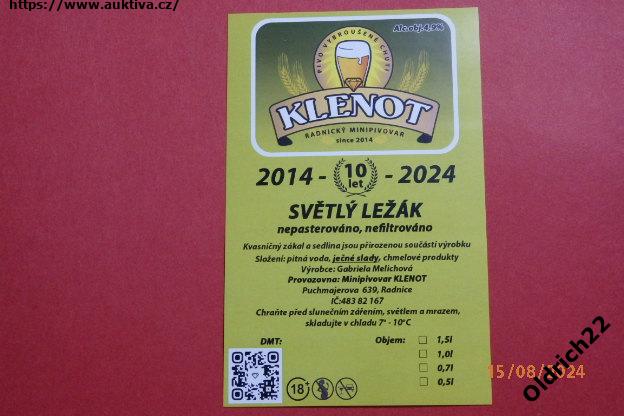 https://www.auktiva.cz/
Alc.obj.4,9%
PIVO VYBROUŠENÉ CHUTI
KLENOT
RADNICKÝ MINIPIVOVAR
since 2014
2014 - 10 let - 2024
SVĚTLÝ LEŽÁK
nepasterováno, nefiltrováno
Kvasničný zákal a sedlina jsou přirozenou součástí výrobku
Složení: pitná voda, ječné slady, chmelové produkty
Výrobce: Gabriela Melichová
Provozovna: Minipivovar KLENOT
Puchmajerova 639, Radnice
IČ:483 82 167
Chraňte před slunečním zářením, světlem a mrazem,
skladujte v chladu 7° - 10°C
DMT: Objem: 1,5l
1,0l
0,7l
0,5l
18+
15/08/2024
Oldrich22